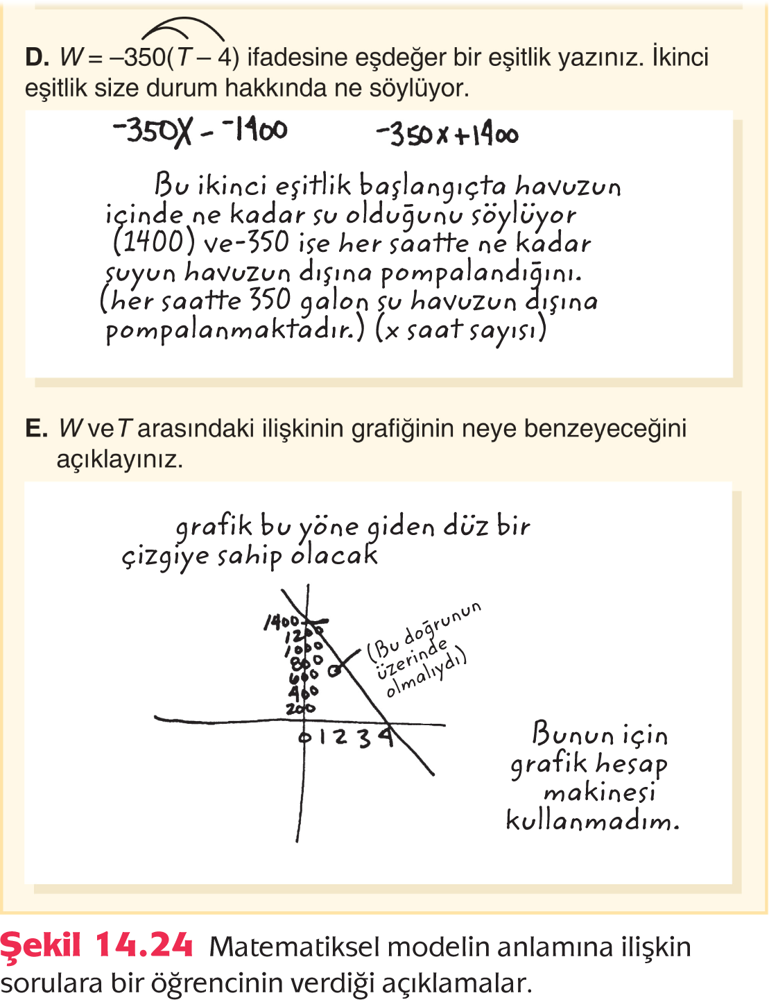 D. W = –350(T – 4) ifadesine eşdeğer bir eşitlik yazınız. İkinci
eşitlik size durum hakkında ne söylüyor.
-350X - -1400 -350x+1400
Bu ikinci eşitlik başlangıçta havuzun
içinde ne kadar su olduğunu söylüyor
(1400) ve-350 işe her saatte ne kadar
şuyun havuzun dışına pompalandığını.
(her saatte 350 galon şu havuzun dışına
pompalanmaktadır.) (x saat sayısı)
E. W ve T arasındaki ilişkinin grafiğinin neye benzeyeceğini
açıklayınız.
grafik bu yöne giden düz bir
çizgiye sahip olacak
1400
1200
1000
800
600
400
200
0 1 2 3 4
(Bu doğrunun
üzerinde
olmalıydı)
Bunun için
grafik hesap
makinesi
kullanmadım.
Şekil 14.24 Matematiksel modelin anlamına ilişkin
sorulara bir öğrencinin verdiği açıklamalar.